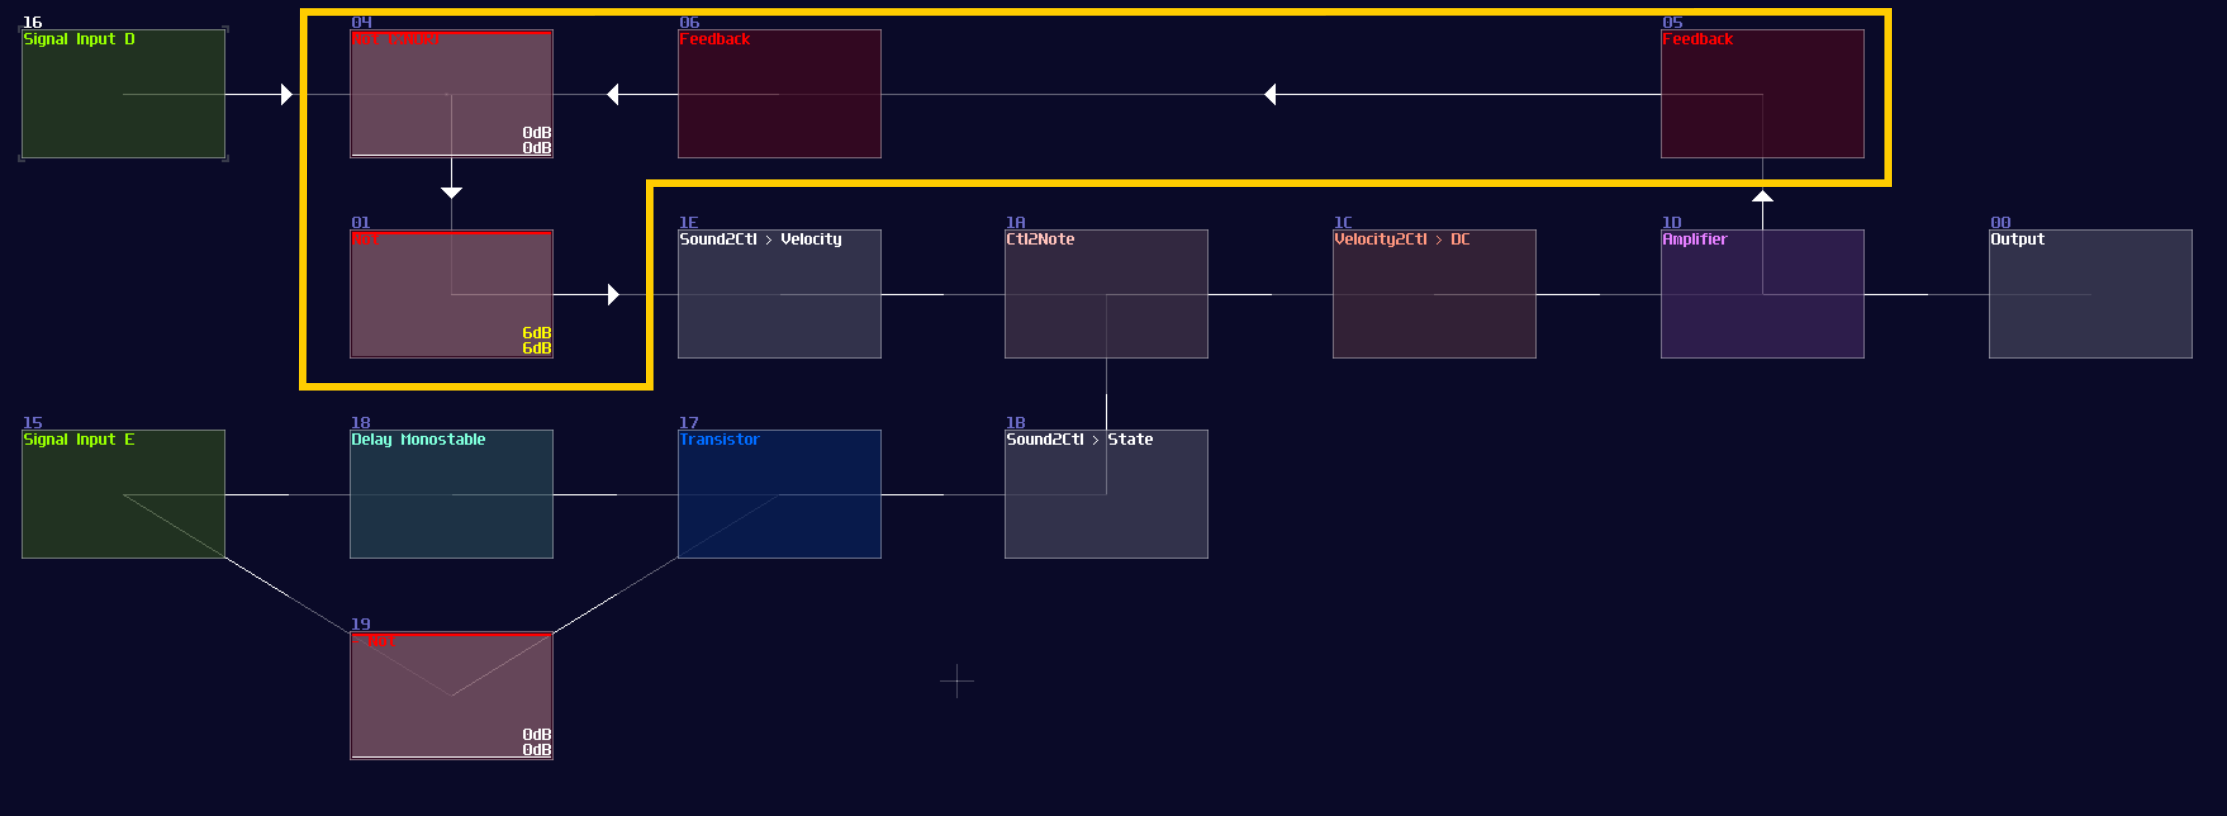 16
Signal Input D
04
Not (XNOR)
0dB
0dB
06
Feedback
05
Feedback
01
Not
6dB
6dB
1E
Sound2Ctl > Velocity
1A
Ctl2Note
1C
Velocity2Ctl > DC
1D
Amplifier
00
Output
15
Signal Input E
18
Delay Monostable
17
Transistor
1B
Sound2Ctl > State
19
Not
0dB
0dB